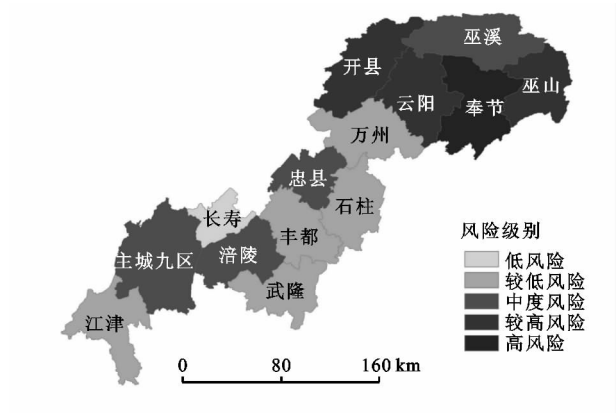 巫溪
开县
巫山
云阳
奉节
万州
忠县
石柱
长寿
丰都
主城九区
涪陵
武隆
江津
风险级别
低风险
较低风险
中度风险
较高风险
高风险
0 80 160 km